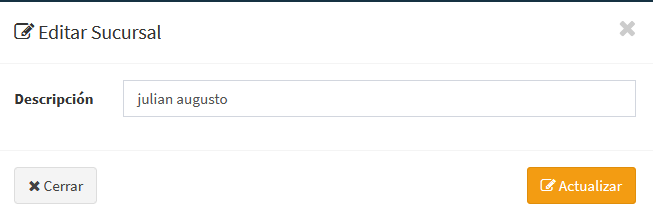 Editar Sucursal
Descripción julian augusto
Cerrar Actualizar